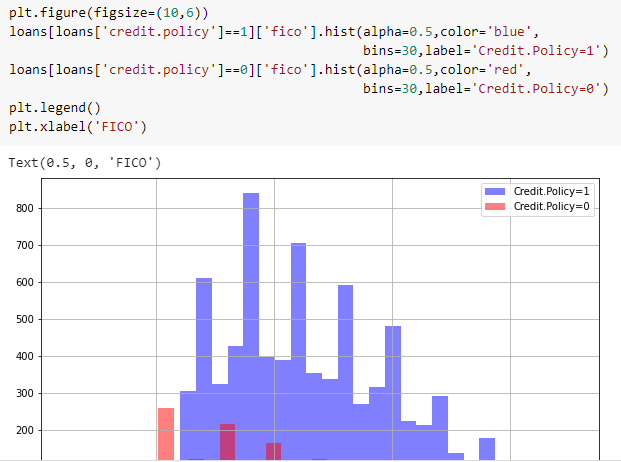 plt.figure(figsize=(10,6))
loans[loans['credit.policy']==1]['fico'].hist(alpha=0.5,color='blue',
bins=30,label='Credit.Policy=1')
loans[loans['credit.policy']==0]['fico'].hist(alpha=0.5,color='red',
bins=30,label='Credit.Policy=0')
plt.legend()
plt.xlabel('FICO')
Text(0.5, 0, 'FICO')
Credit.Policy=1
Credit.Policy=0
800
700
600
500
400
300
200